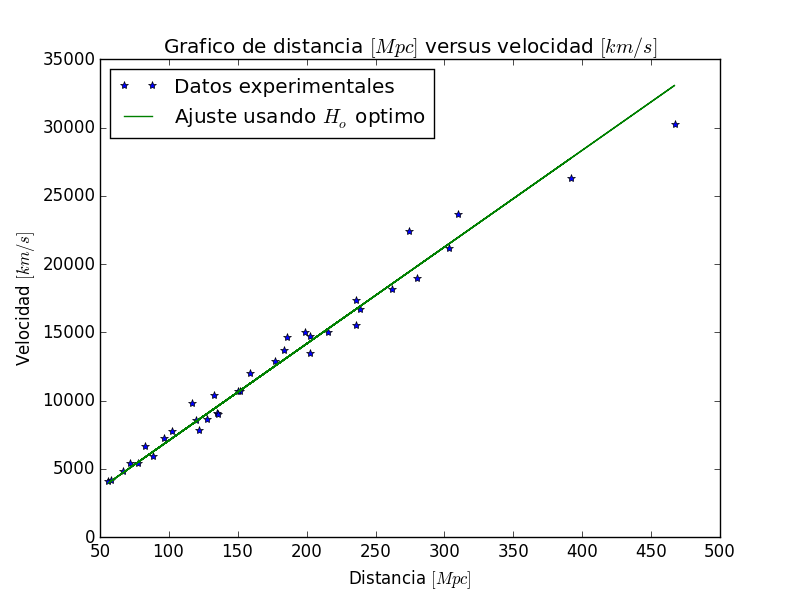 Grafico de distancia [Mpc] versus velocidad [km/s]
Datos experimentales
Ajuste usando H_o optimo
35000
30000
25000
20000
15000
10000
5000
0
Velocidad [km/s]
50 100 150 200 250 300 350 400 450 500
Distancia [Mpc]